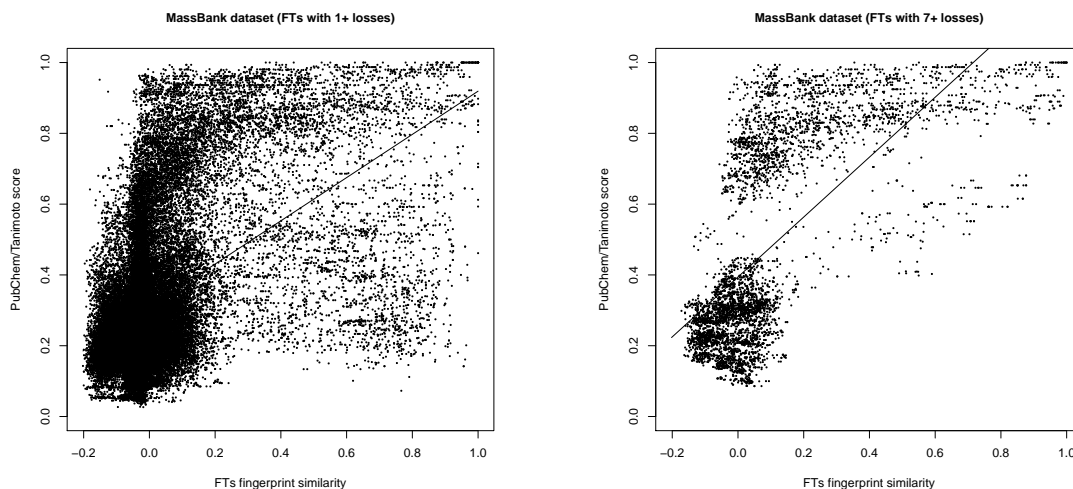 MassBank dataset (FTs with 1+ losses)
PubChem/Tanimoto score
1.0
0.8
0.6
0.4
0.2
0.0
−0.2 0.0 0.2 0.4 0.6 0.8 1.0
FTs fingerprint similarity
MassBank dataset (FTs with 7+ losses)
PubChem/Tanimoto score
1.0
0.8
0.6
0.4
0.2
0.0
−0.2 0.0 0.2 0.4 0.6 0.8 1.0
FTs fingerprint similarity